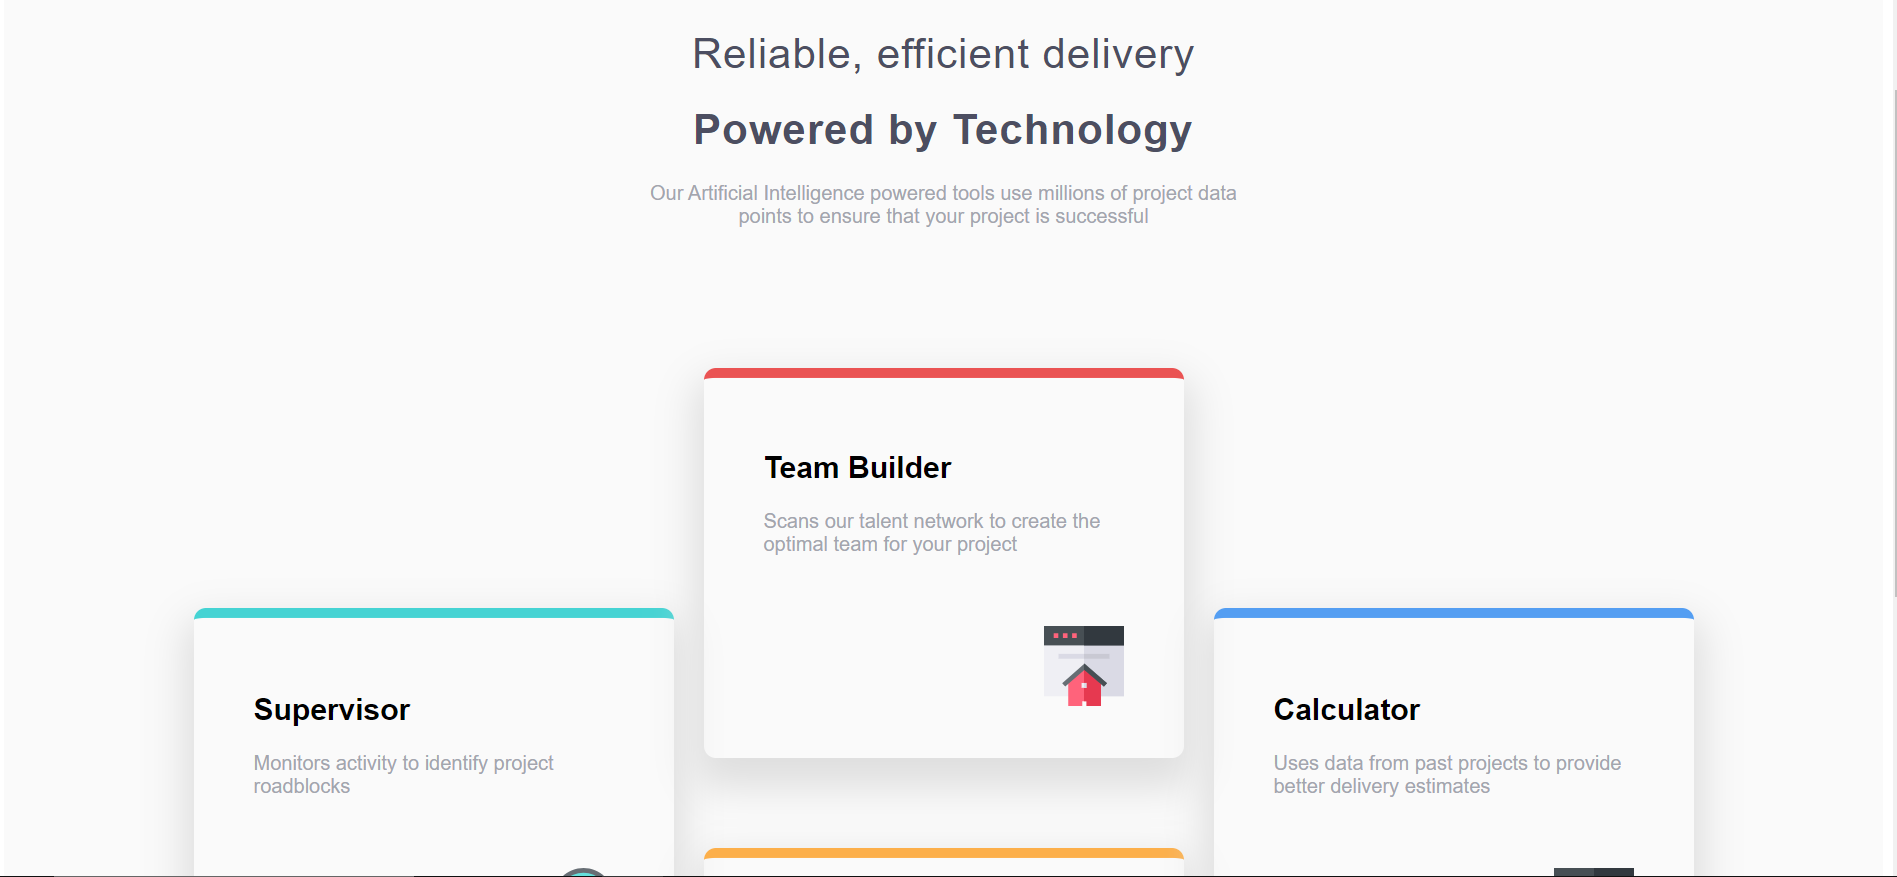 Reliable, efficient delivery
Powered by Technology
Our Artificial Intelligence powered tools use millions of project data
points to ensure that your project is successful
Team Builder
Scans our talent network to create the
optimal team for your project
Supervisor
Monitors activity to identify project
roadblocks
Calculator
Uses data from past projects to provide
better delivery estimates